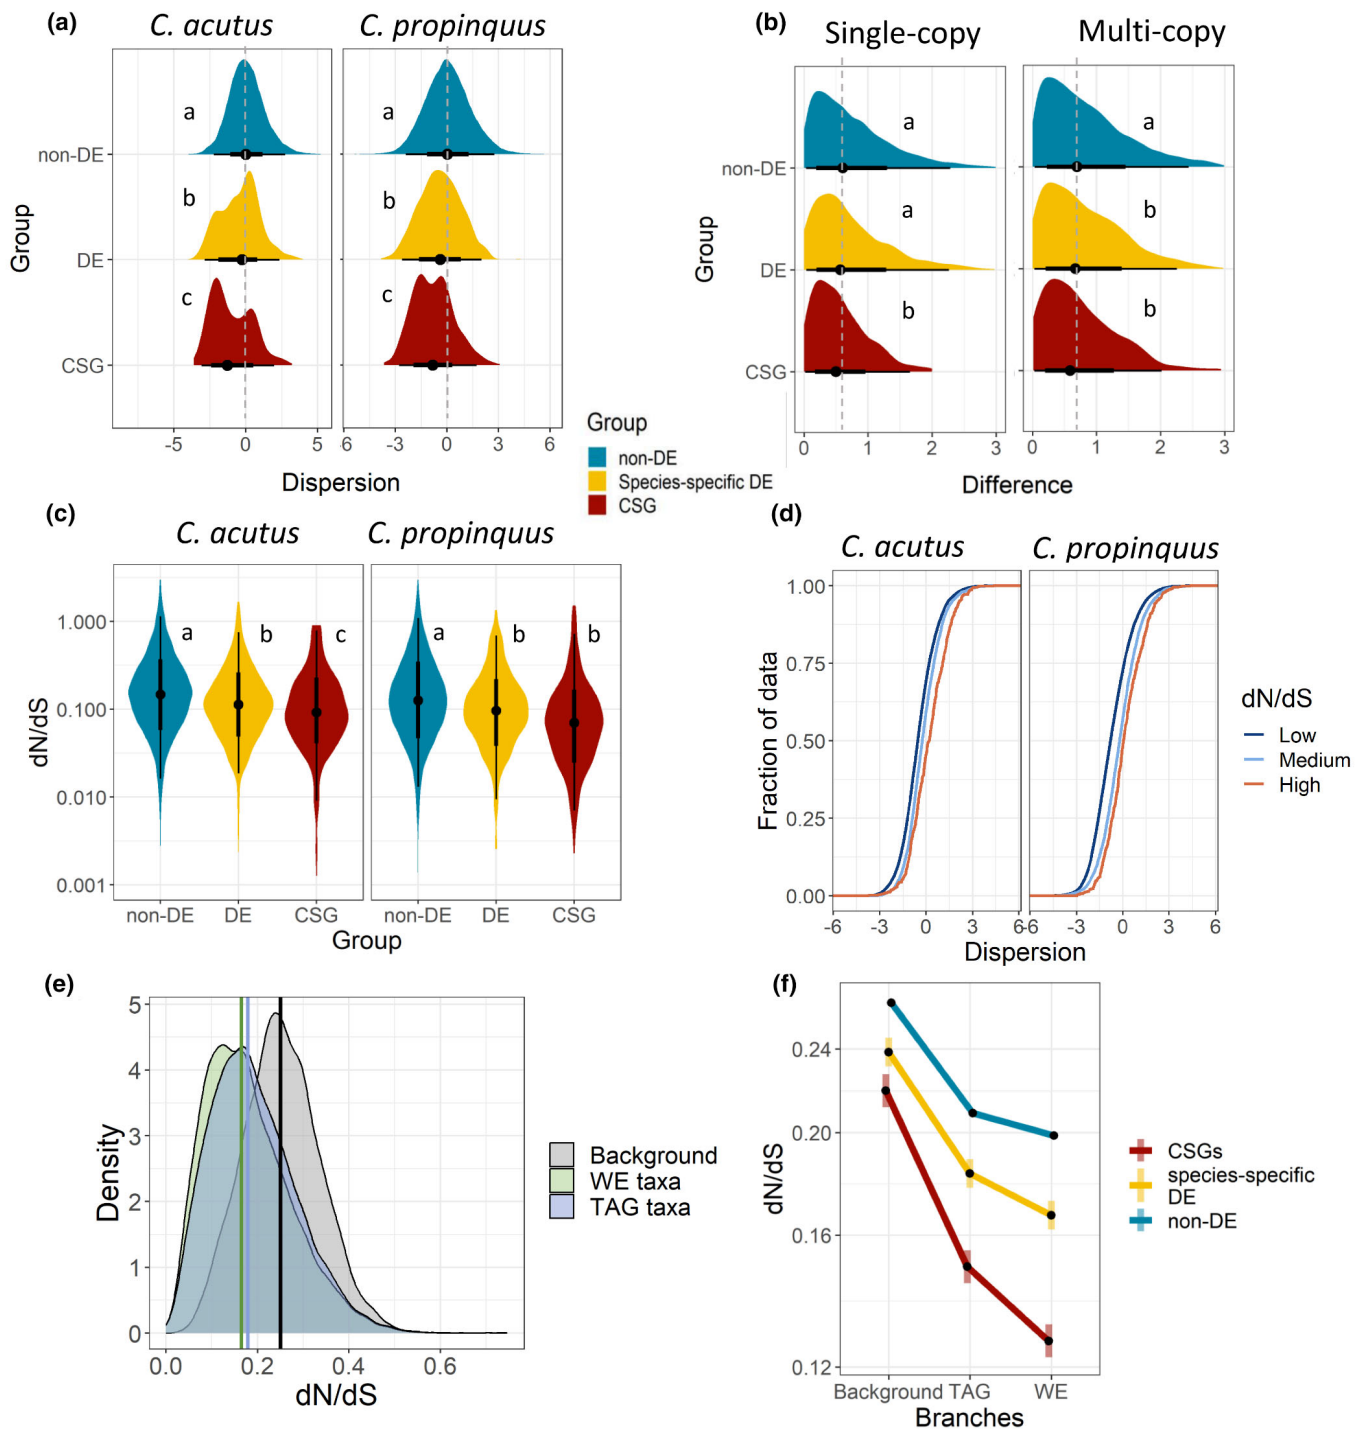 (a)
C. acutus
C. propinquus
a
a
non-DE
b
b
DE
c
c
CSG
Group
-5
0
5
-6
-3
0
3
6
Dispersion
Group
non-DE
Species-specific DE
CSG
(b)
Single-copy
Multi-copy
a
a
non-DE
a
b
DE
b
b
CSG
Group
0
1
2
3
0
1
2
3
Difference
(c)
C. acutus
C. propinquus
1.000
0.100
0.010
0.001
dN/dS
a
b
c
a
b
b
non-DE
DE
CSG
non-DE
DE
CSG
Group
(d)
C. acutus
C. propinquus
1.00
0.75
0.50
0.25
0.00
Fraction of data
-6
-3
0
3
6
-6
-3
0
3
6
Dispersion
dN/dS
Low
Medium
High
(e)
5
4
3
2
1
0
Density
0.0
0.2
0.4
0.6
dN/dS
Background
WE taxa
TAG taxa
(f)
0.24
0.20
0.16
0.12
dN/dS
Background
TAG
WE
Branches
CSGs
species-specific
DE
non-DE